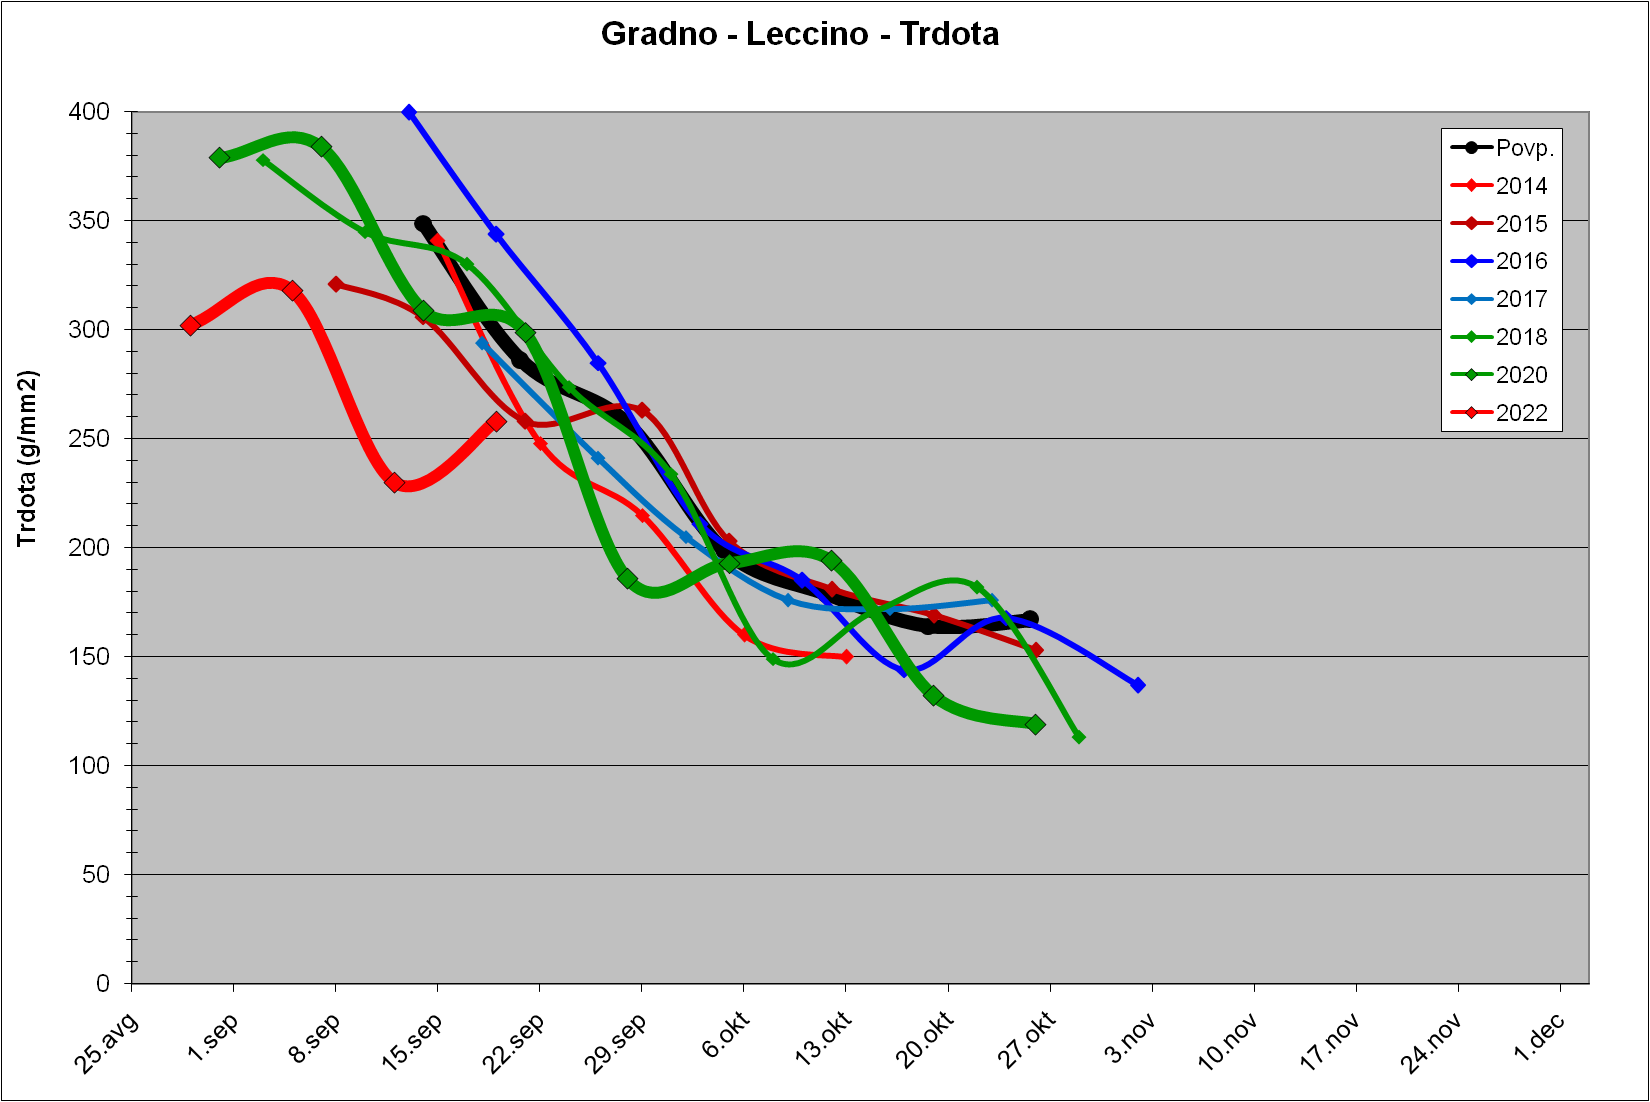 Gradno - Leccino - Trdota
Trdota (g/mm2)
400
350
300
250
200
150
100
50
0
25.avg
1.sep
8.sep
15.sep
22.sep
29.sep
6.okt
13.okt
20.okt
27.okt
3.nov
10.nov
17.nov
24.nov
1.dec
Povp.
2014
2015
2016
2017
2018
2020
2022